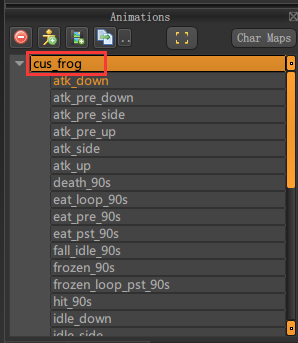 Animations
..
Char Maps
cus_frog
atk_down
atk_pre_down
atk_pre_side
atk_pre_up
atk_side
atk_up
death_90s
eat_loop_90s
eat_pre_90s
eat_pst_90s
fall_idle_90s
frozen_90s
frozen_loop_pst_90s
hit_90s
idle_down
idle_side